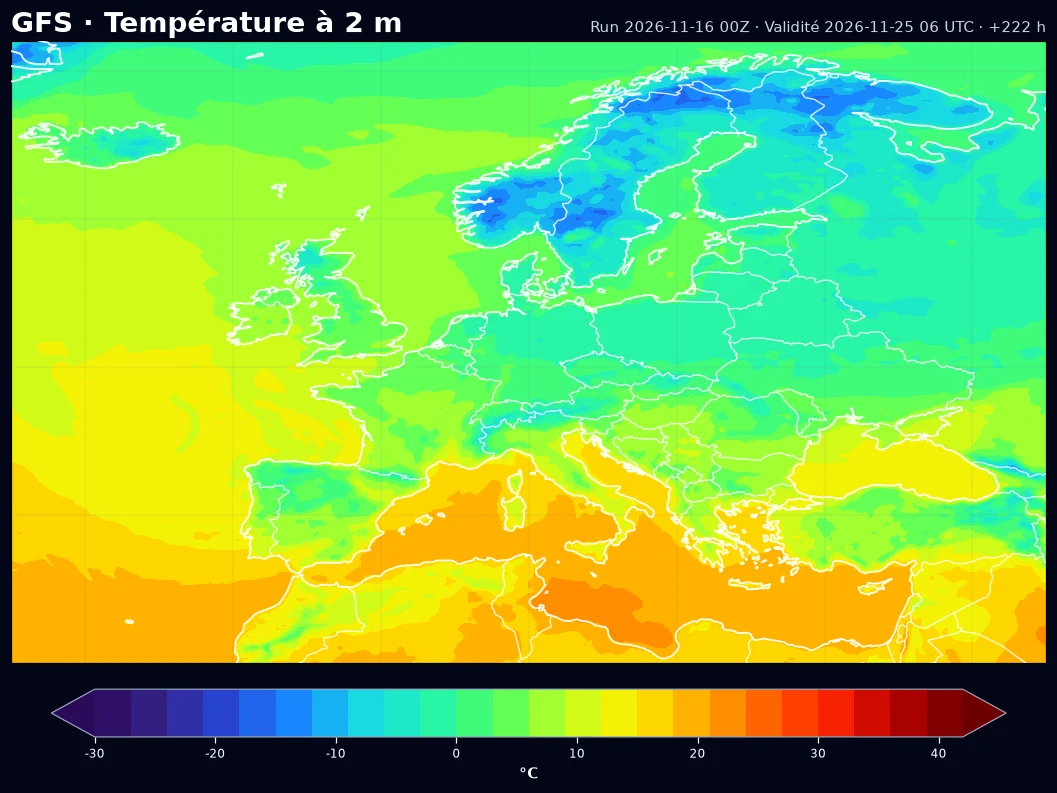 GFS · Température à 2 m
Run 2026-11-16 00Z · Validité 2026-11-25 06 UTC · +222 h
-30 -20 -10 0 10 20 30 40
°C